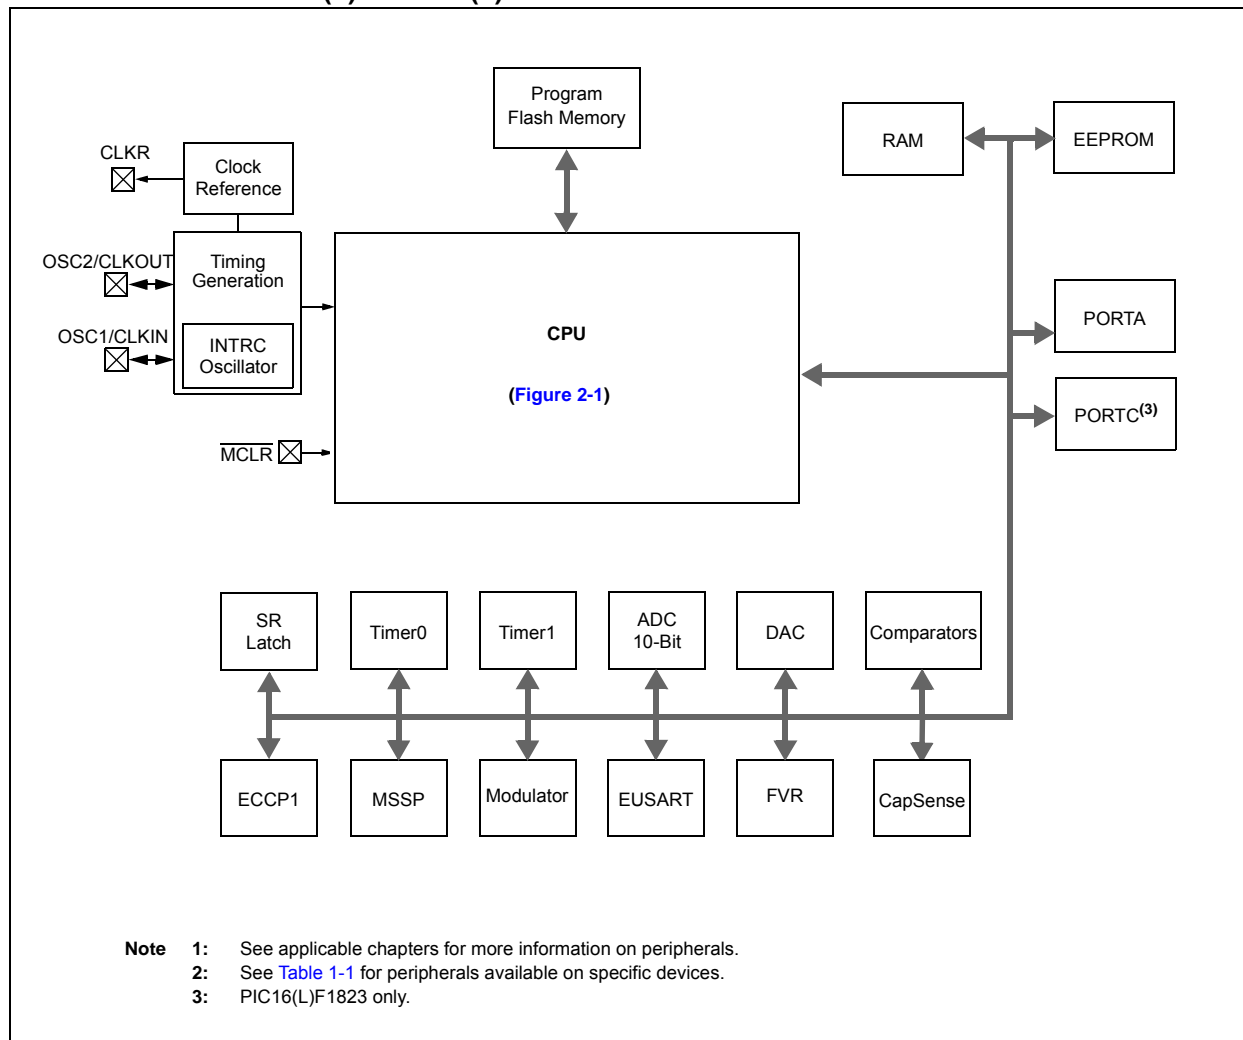 Program
Flash Memory
RAM
EEPROM
CLKR
Clock
Reference
OSC2/CLKOUT
Timing
Generation
OSC1/CLKIN
INTRC
Oscillator
CPU
(Figure 2-1)
MCLR
PORTA
PORTC(3)
SR
Latch
Timer0
Timer1
ADC
10-Bit
DAC
Comparators
ECCP1
MSSP
Modulator
EUSART
FVR
CapSense
Note 1: See applicable chapters for more information on peripherals.
2: See Table 1-1 for peripherals available on specific devices.
3: PIC16(L)F1823 only.